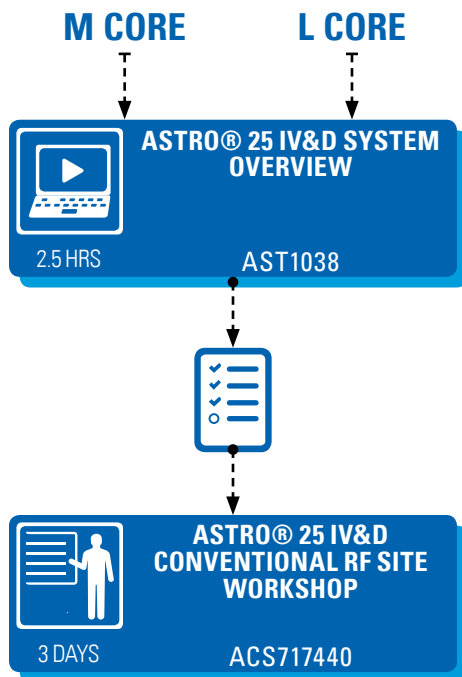 M CORE
L CORE
ASTRO® 25 IV&D SYSTEM
OVERVIEW
2.5 HRS
AST1038
ASTRO® 25 IV&D
CONVENTIONAL RF SITE
WORKSHOP
3 DAYS
ACS717440